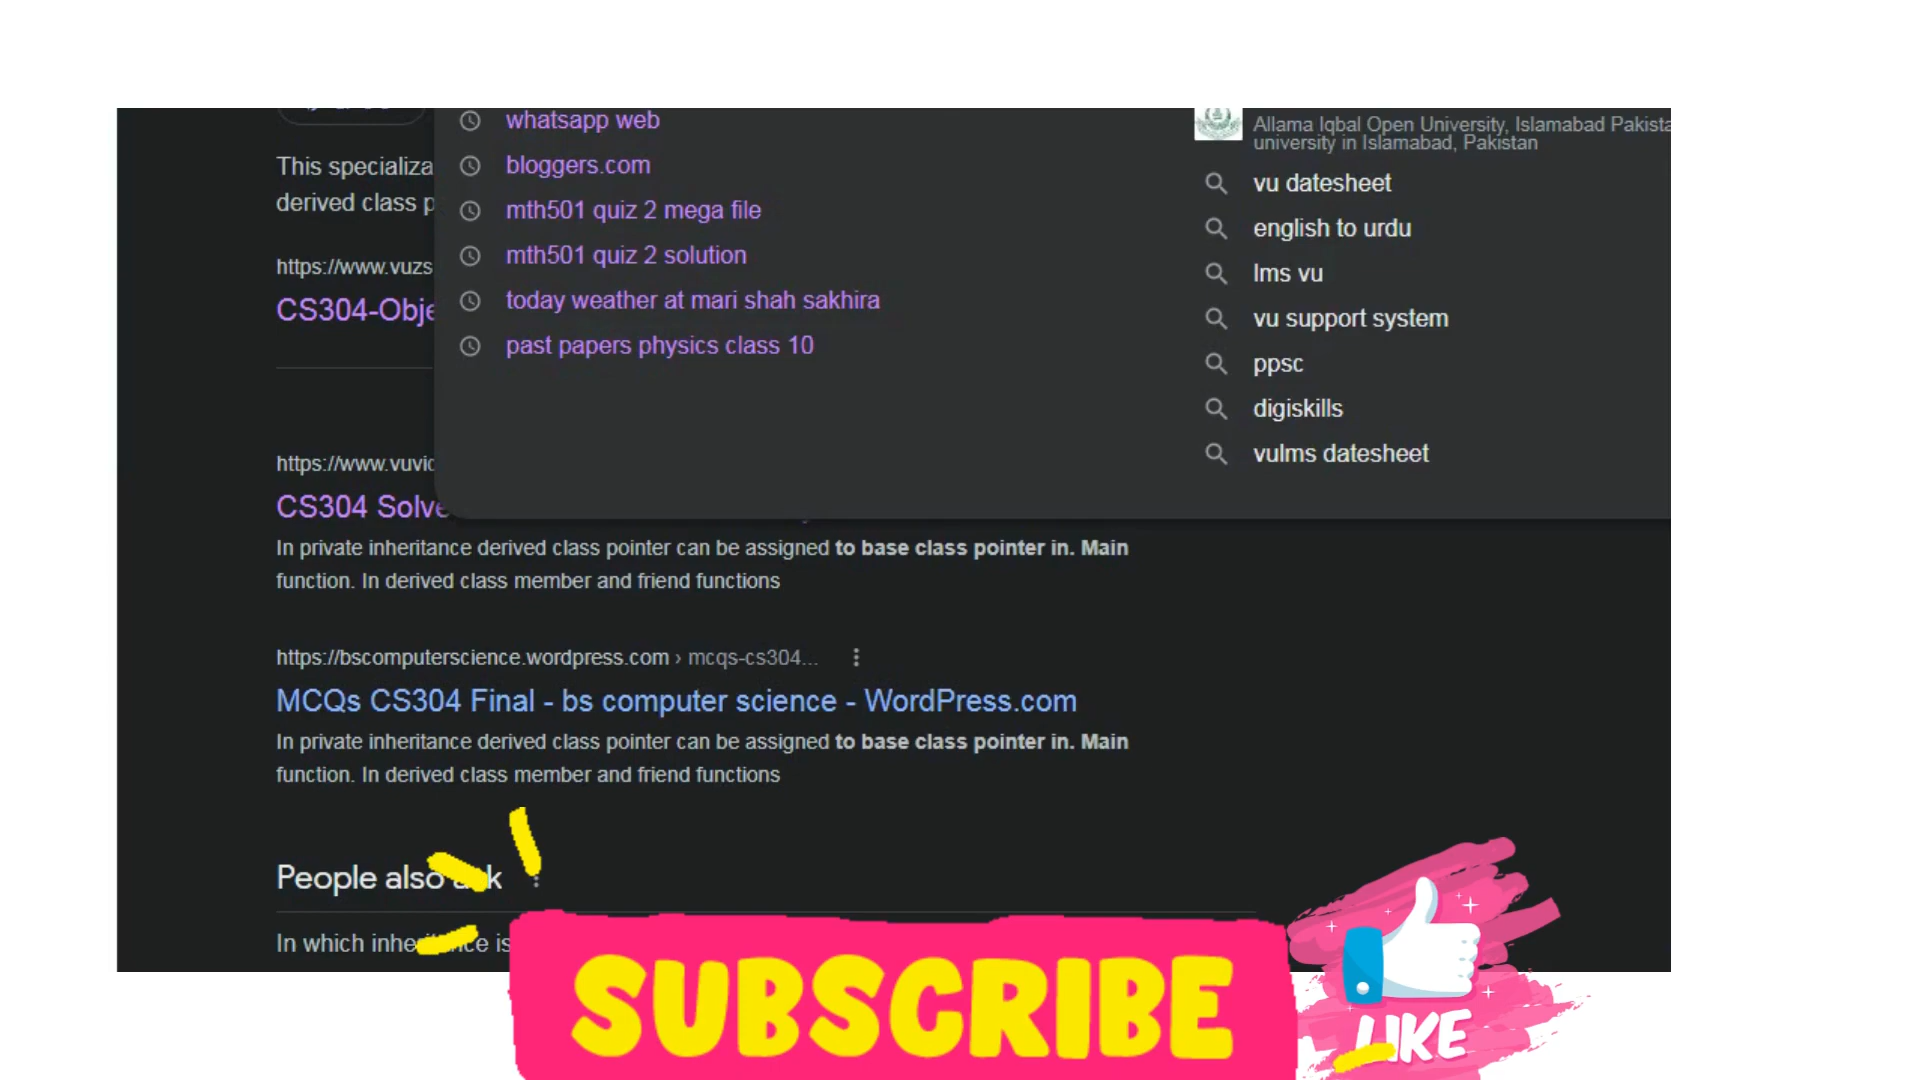 whatsapp web
bloggers.com
mth501 quiz 2 mega file
mth501 quiz 2 solution
today weather at mari shah sakhira
past papers physics class 10
Allama Iqbal Open University, Islamabad Pakista
university in Islamabad, Pakistan
vu datesheet
english to urdu
lms vu
vu support system
ppsc
digiskills
vulms datesheet
This specializa
derived class p
https://www.vuzs
CS304-Obje
https://www.vuvid
CS304 Solve
In private inheritance derived class pointer can be assigned to base class pointer in. Main
function. In derived class member and friend functions
https://bscomputerscience.wordpress.com › mcqs-cs304...
MCQs CS304 Final - bs computer science - WordPress.com
In private inheritance derived class pointer can be assigned to base class pointer in. Main
function. In derived class member and friend functions
People also ask
In which inheritance is
SUBSCRIBE
LIKE